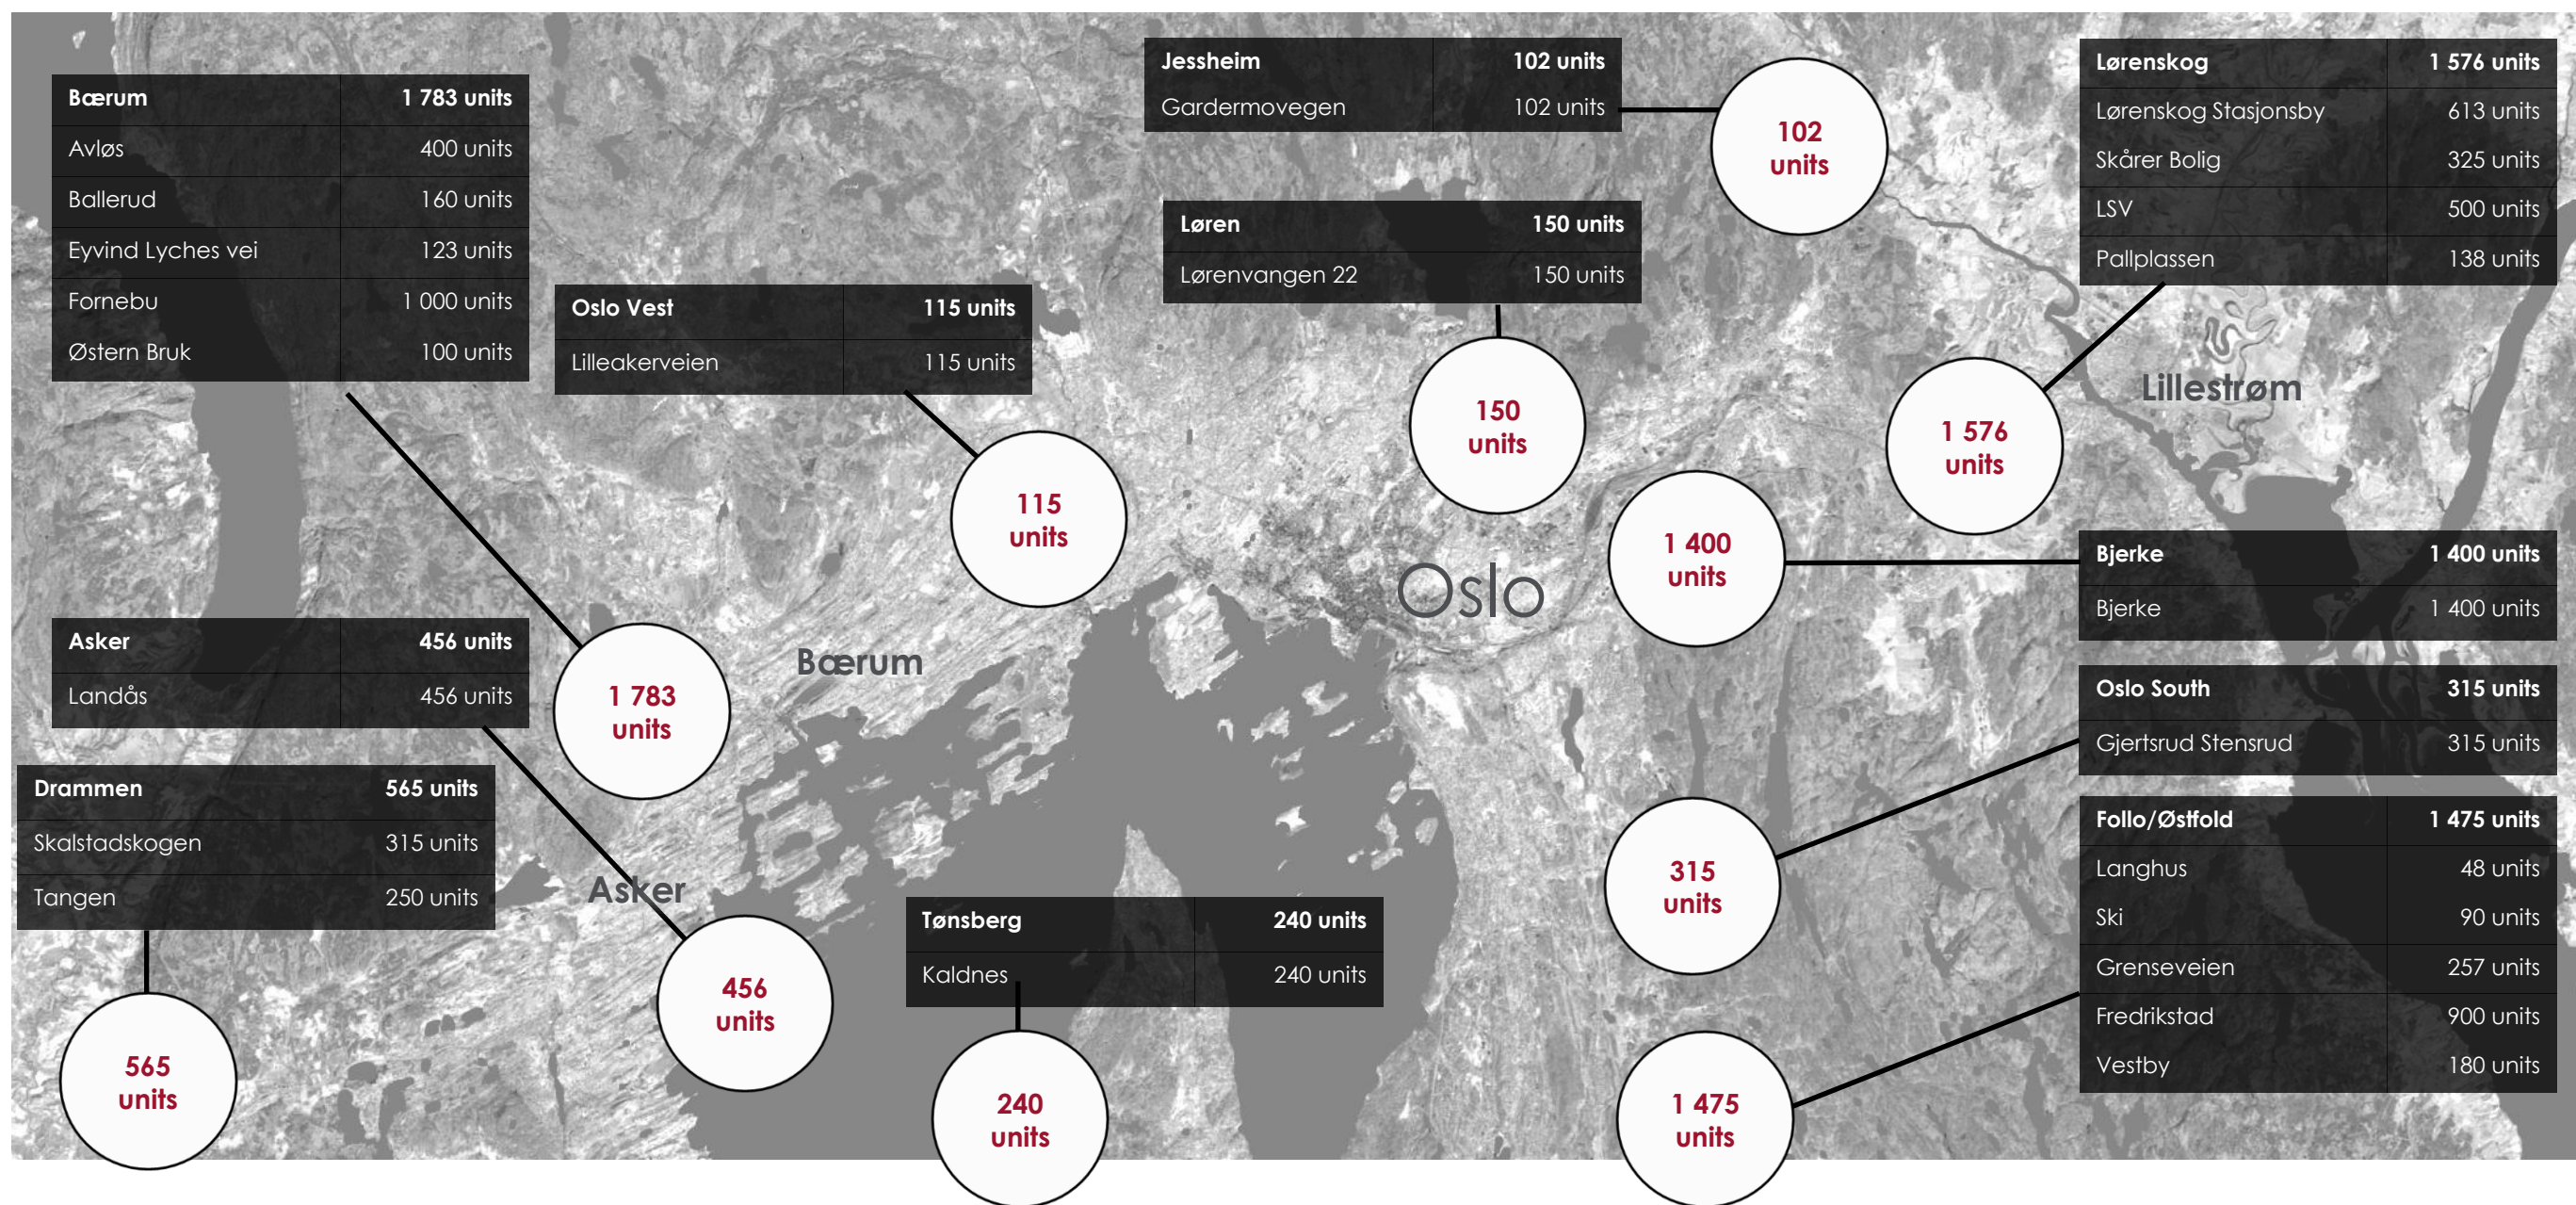 Bærum 1 783 units
Avløs 400 units
Ballerud 160 units
Eyvind Lyches vei 123 units
Fornebu 1 000 units
Østern Bruk 100 units
Oslo Vest 115 units
Lilleakerveien 115 units
Jessheim 102 units
Gardermovegen 102 units
Løren 150 units
Lørenvangen 22 150 units
Lørenskog 1 576 units
Lørenskog Stasjonsby 613 units
Skårer Bolig 325 units
LSV 500 units
Pallplassen 138 units
102
units
150
units
1 576
units
Lillestrøm
115
units
1 400
units
Oslo
Bjerke 1 400 units
Bjerke 1 400 units
Asker 456 units
Landås 456 units
1 783
units
Bærum
Oslo South 315 units
Gjertsrud Stensrud 315 units
Drammen 565 units
Skalstadskogen 315 units
Tangen 250 units
Asker
315
units
Follo/Østfold 1 475 units
Langhus 48 units
Ski 90 units
Grenseveien 257 units
Fredrikstad 900 units
Vestby 180 units
Tønsberg 240 units
Kaldnes 240 units
456
units
565
units
240
units
1 475
units